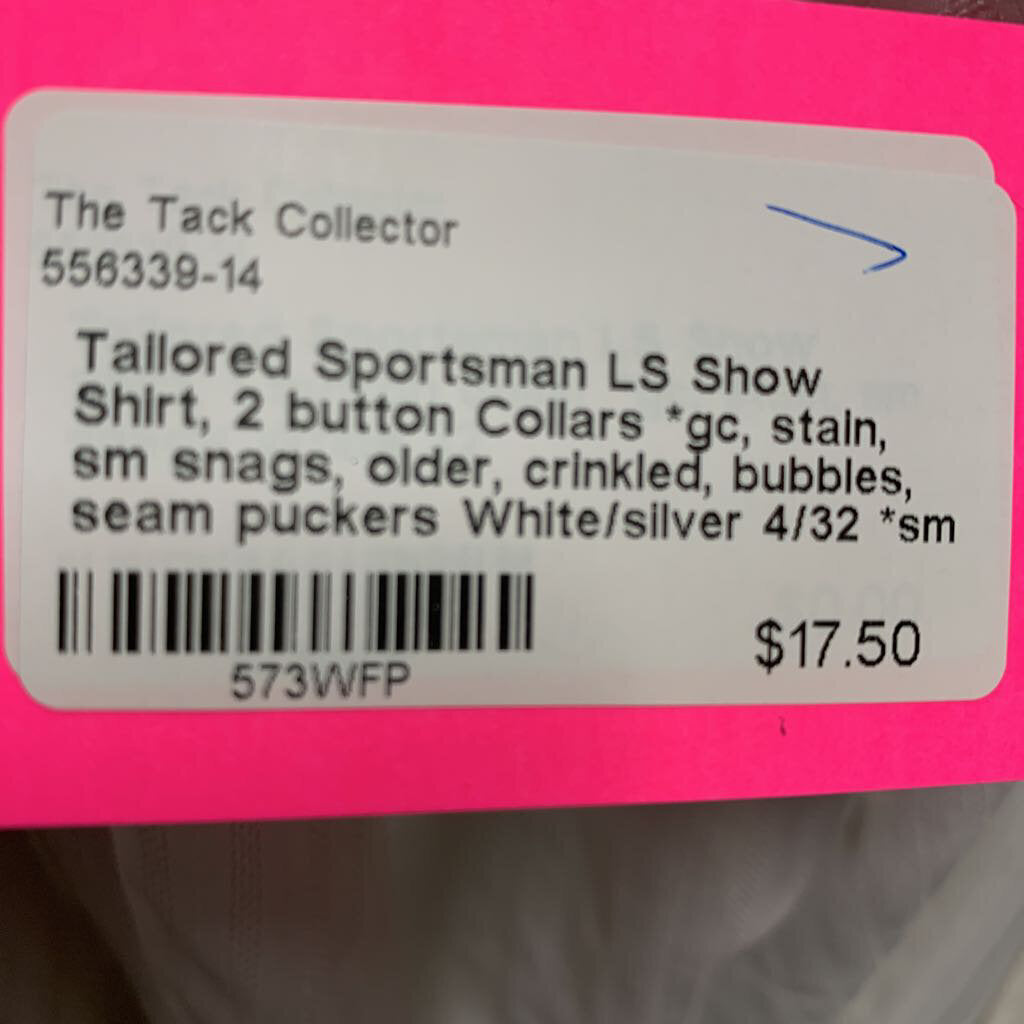 The Tack Collector
556339-14
Tailored Sportsman LS Show
Shirt, 2 button Collars *gc, stain,
sm snags, older, crinkled, bubbles,
seam puckers White/silver 4/32 *sm
573WFP
$17.50